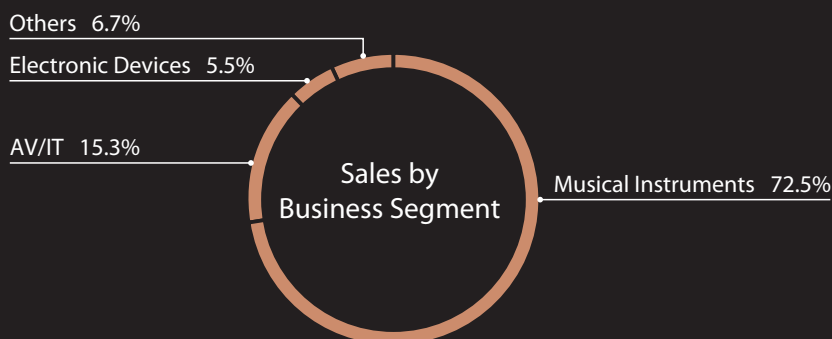 Others 6.7%
Electronic Devices 5.5%
AV/IT 15.3%
Sales by
Business Segment
Musical Instruments 72.5%